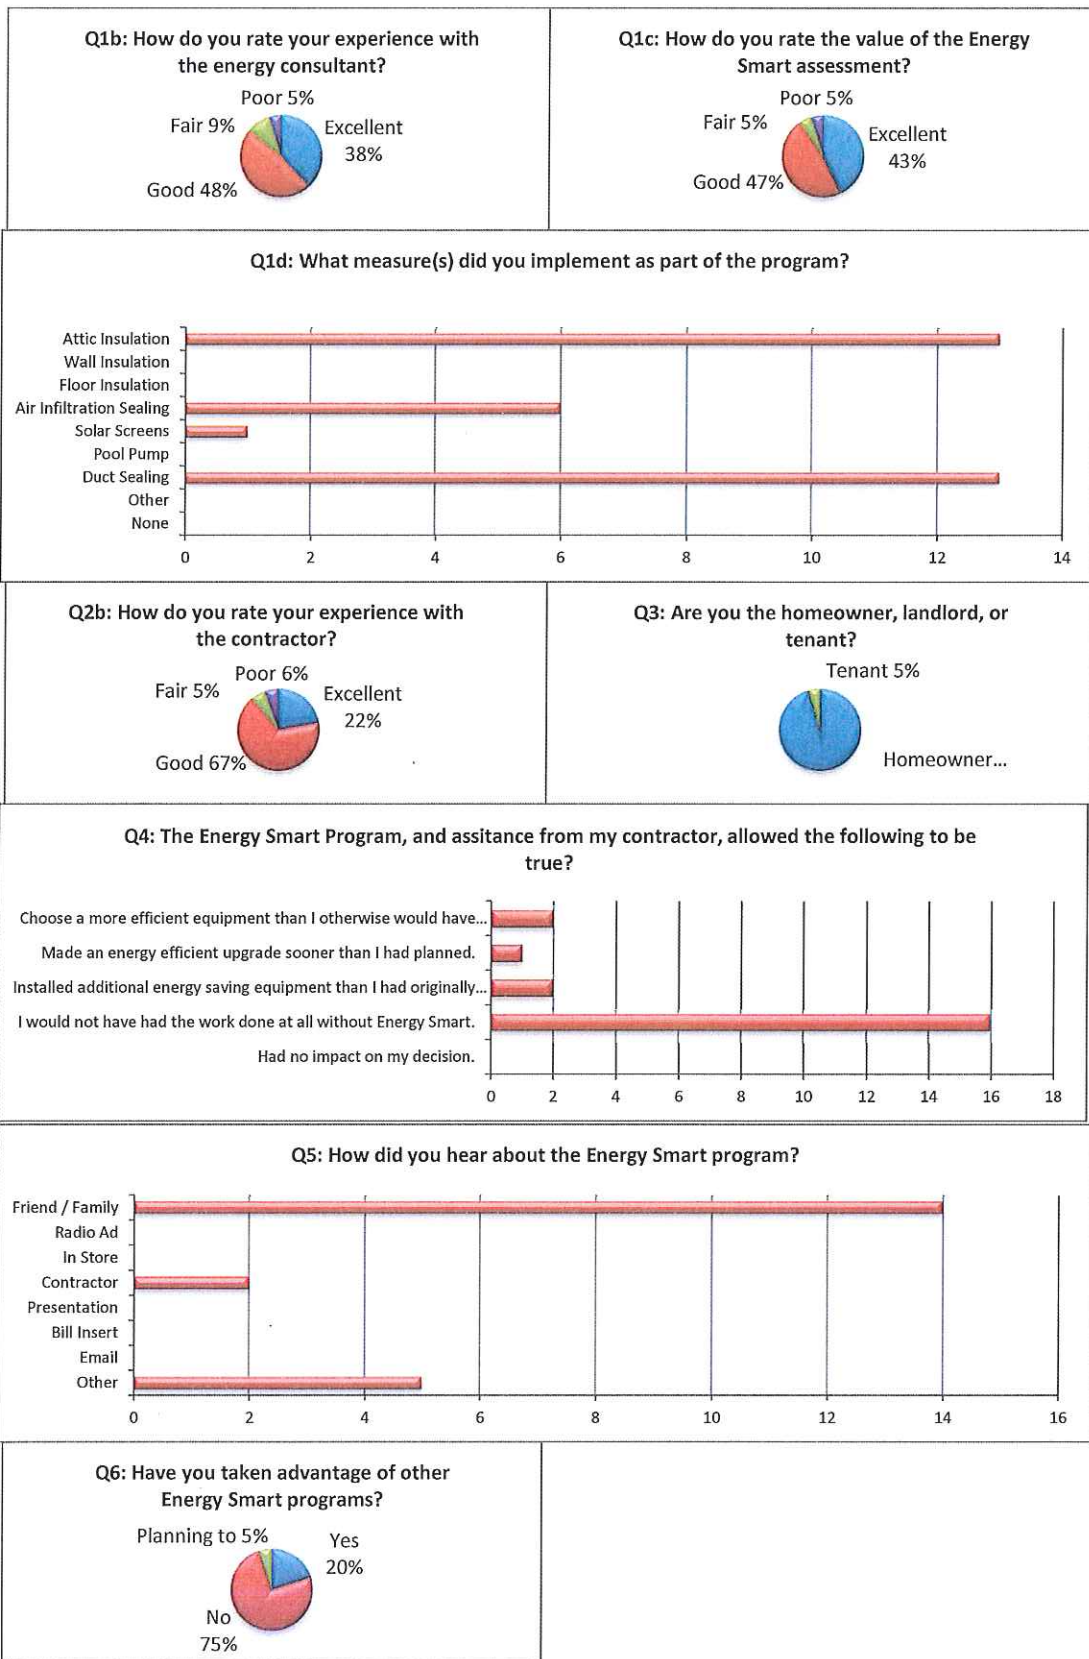 Q1b: How do you rate your experience with
the energy consultant?
Poor 5%
Fair 9%
Excellent
38%
Good 48%
Q1c: How do you rate the value of the Energy
Smart assessment?
Poor 5%
Fair 5%
Excellent
43%
Good 47%
Q1d: What measure(s) did you implement as part of the program?
Attic Insulation
Wall Insulation
Floor Insulation
Air Infiltration Sealing
Solar Screens
Pool Pump
Duct Sealing
Other
None
0 2 4 6 8 10 12 14
Q2b: How do you rate your experience with
the contractor?
Poor 6%
Fair 5%
Excellent
22%
Good 67%
Q3: Are you the homeowner, landlord, or
tenant?
Tenant 5%
Homeowner...
Q4: The Energy Smart Program, and assitance from my contractor, allowed the following to be
true?
Choose a more efficient equipment than I otherwise would have...
Made an energy efficient upgrade sooner than I had planned.
Installed additional energy saving equipment than I had originally...
I would not have had the work done at all without Energy Smart.
Had no impact on my decision.
0 2 4 6 8 10 12 14 16 18
Q5: How did you hear about the Energy Smart program?
Friend / Family
Radio Ad
In Store
Contractor
Presentation
Bill Insert
Email
Other
0 2 4 6 8 10 12 14 16
Q6: Have you taken advantage of other
Energy Smart programs?
Planning to 5%
Yes
20%
No
75%